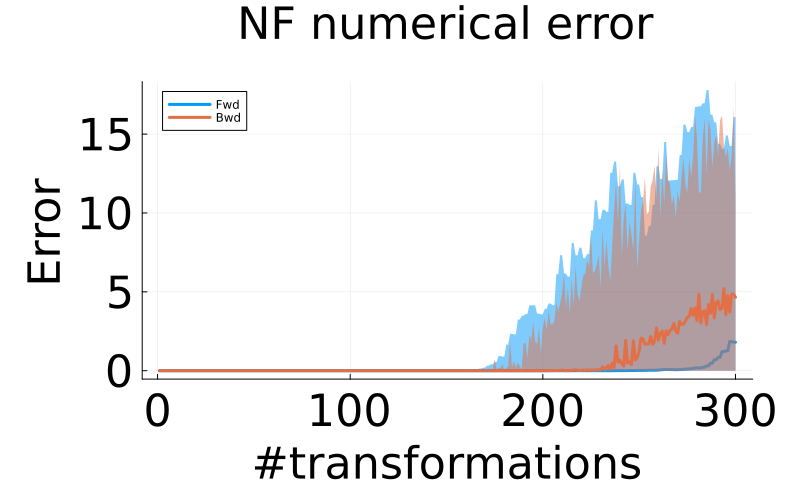 NF numerical error
Fwd
Bwd
Error
15
10
5
0
0 100 200 300
#transformations